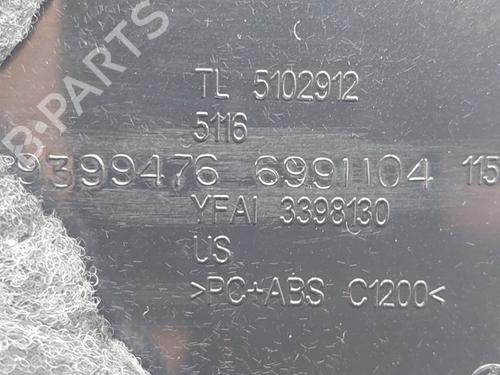 B-PARTS
TL 5102912
5116
9399476 6991104 115
YFAI 3398130
US
>PC+ABS C1200<